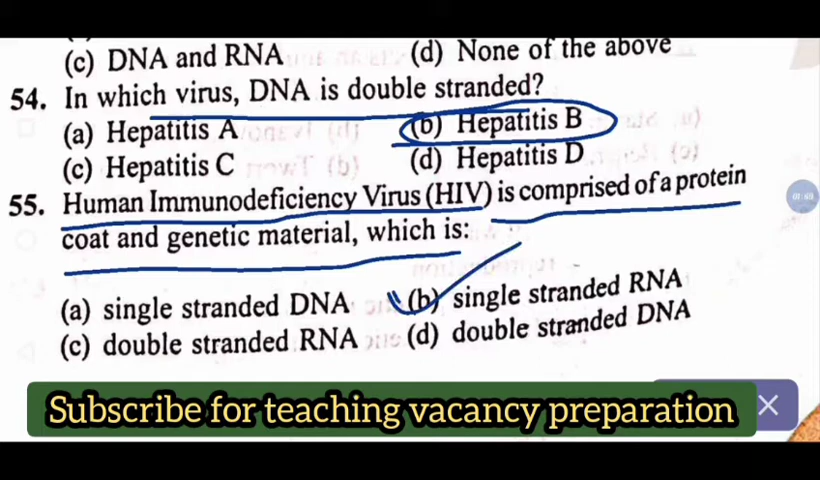 (c) DNA and RNA (d) None of the above
54. In which virus, DNA is double stranded?
(a) Hepatitis A (b) Hepatitis B
(c) Hepatitis C (d) Hepatitis D
55. Human Immunodeficiency Virus (HIV) is comprised of a protein
coat and genetic material, which is:
(a) single stranded DNA (b) single stranded RNA
(c) double stranded RNA (d) double stranded DNA
Subscribe for teaching vacancy preparation